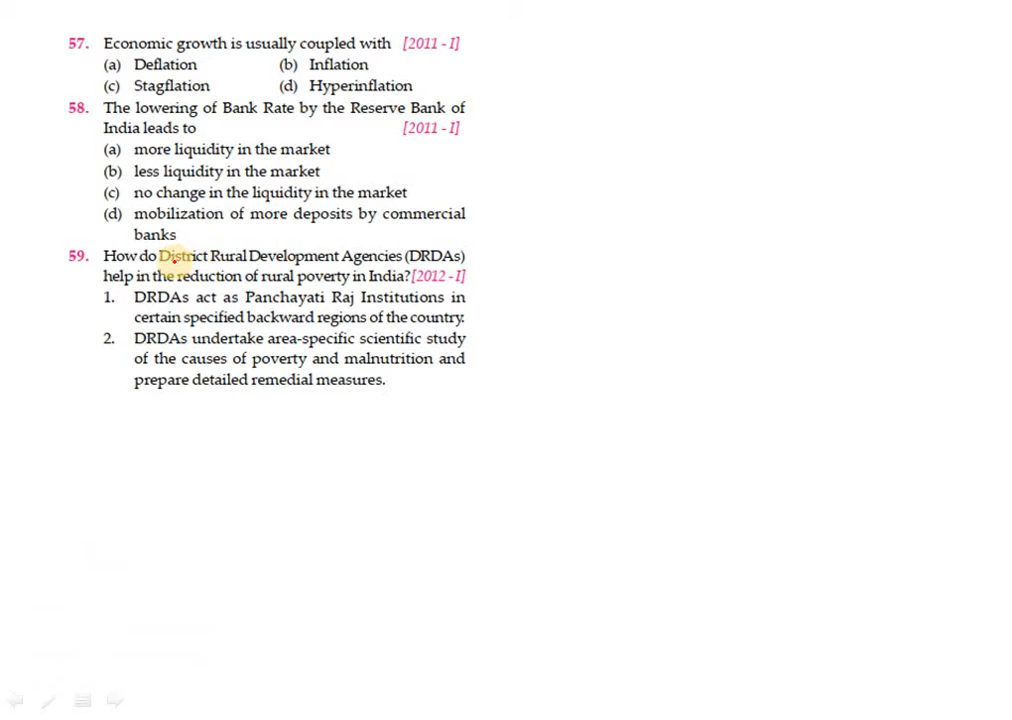 57. Economic growth is usually coupled with [2011 - I]
(a) Deflation (b) Inflation
(c) Stagflation (d) Hyperinflation
58. The lowering of Bank Rate by the Reserve Bank of
India leads to [2011 - I]
(a) more liquidity in the market
(b) less liquidity in the market
(c) no change in the liquidity in the market
(d) mobilization of more deposits by commercial
banks
59. How do District Rural Development Agencies (DRDAs)
help in the reduction of rural poverty in India? [2012 - I]
1. DRDAs act as Panchayati Raj Institutions in
certain specified backward regions of the country.
2. DRDAs undertake area-specific scientific study
of the causes of poverty and malnutrition and
prepare detailed remedial measures.